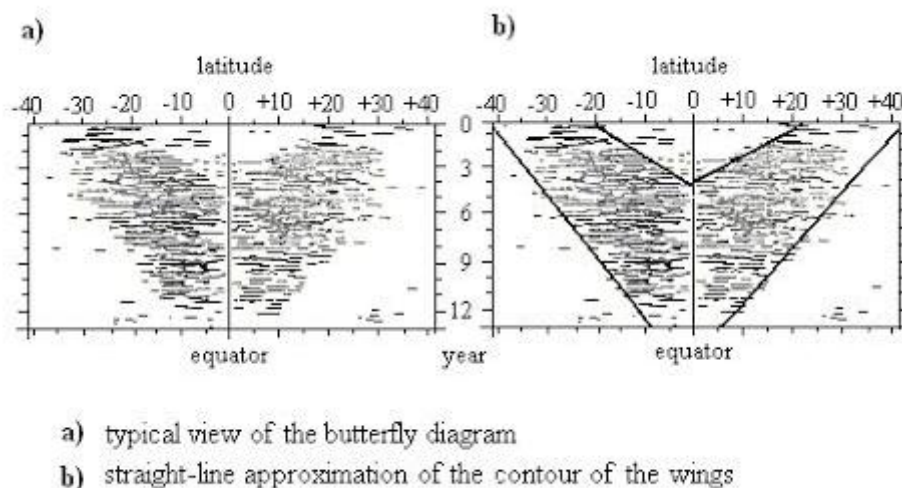 a)
b)
latitude
latitude
-40 -30 -20 -10 0 +10 +20 +30 +40
-40 -30 -20 -10 0 +10 +20 +30 +40
0
3
6
9
12
equator
year
equator
a) typical view of the butterfly diagram
b) straight-line approximation of the contour of the wings